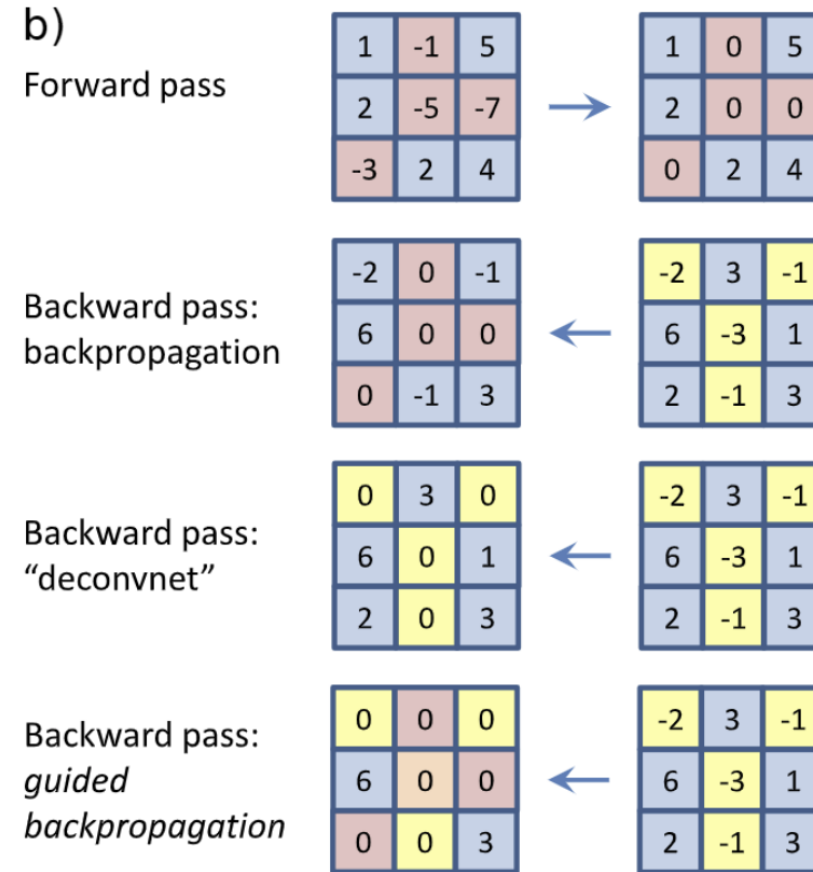 b)
Forward pass
1 -1 5 1 0 5
2 -5 -7 2 0 0
-3 2 4 0 2 4
Backward pass:
backpropagation
-2 0 -1 -2 3 -1
6 0 0 6 -3 1
0 -1 3 2 -1 3
Backward pass:
“deconvnet”
0 3 0 -2 3 -1
6 0 1 6 -3 1
2 0 3 2 -1 3
Backward pass:
guided
backpropagation
0 0 0 -2 3 -1
6 0 0 6 -3 1
0 0 3 2 -1 3